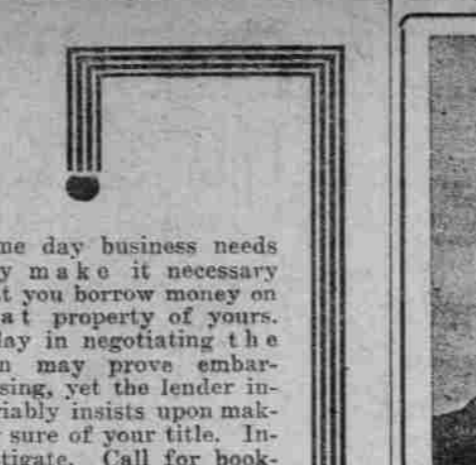 me day business needs
y make it necessary
t you borrow money on
at property of yours.
lay in negotiating the
n may prove embar-
sing, yet the lender in-
riably insists upon mak-
sure of your title. In-
tigate. Call for book-